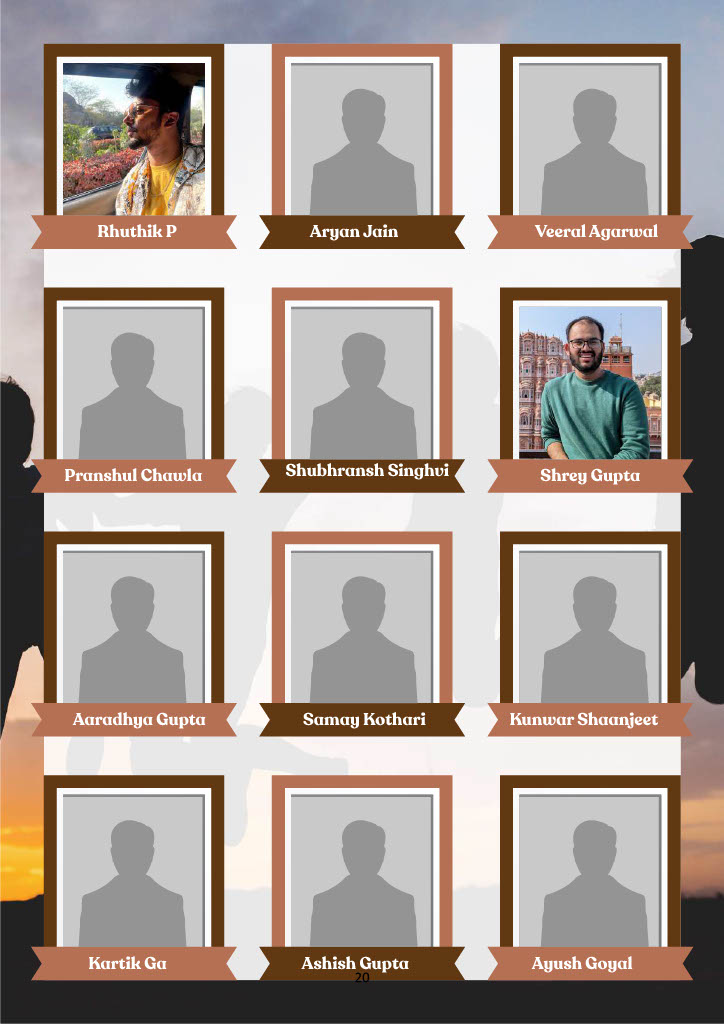 Rhuthik P
Aryan Jain
Veeral Agarwal
Pranshul Chawla
Shubhransh Singhvi
Shrey Gupta
Aaradhya Gupta
Samay Kothari
Kunwar Shaanjeet
Kartik Ga
Ashish Gupta
Ayush Goyal
20